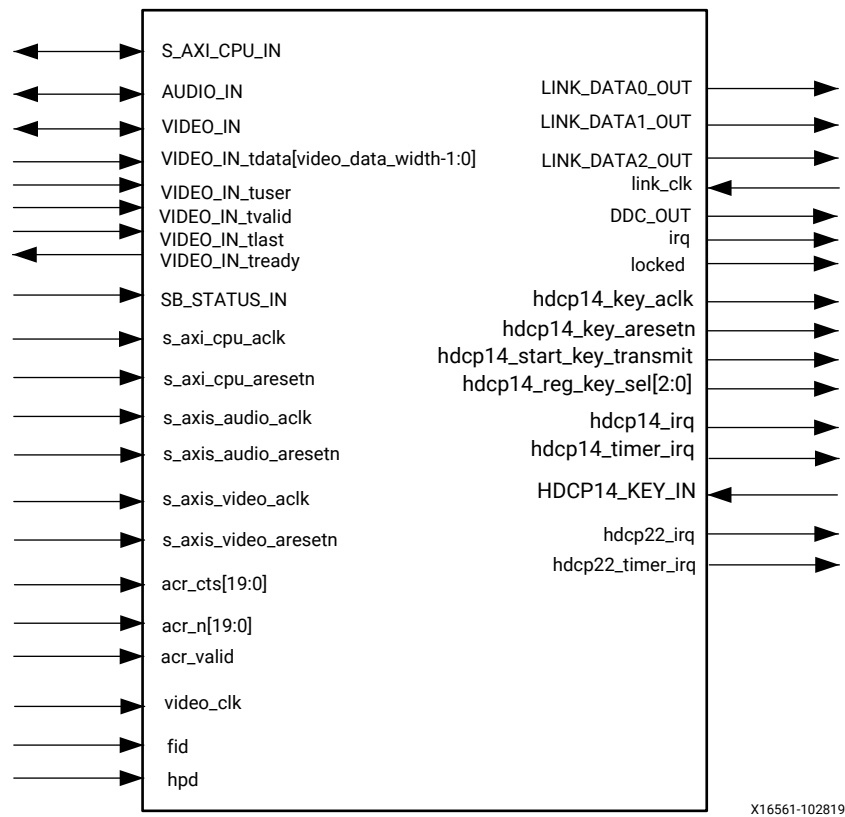 S_AXI_CPU_IN
AUDIO_IN
VIDEO_IN
VIDEO_IN_tdata[video_data_width-1:0]
VIDEO_IN_tuser
VIDEO_IN_tvalid
VIDEO_IN_tlast
VIDEO_IN_tready
SB_STATUS_IN
s_axi_cpu_aclk
s_axi_cpu_aresetn
s_axis_audio_aclk
s_axis_audio_aresetn
s_axis_video_aclk
s_axis_video_aresetn
acr_cts[19:0]
acr_n[19:0]
acr_valid
video_clk
fid
hpd
LINK_DATA0_OUT
LINK_DATA1_OUT
LINK_DATA2_OUT
link_clk
DDC_OUT
irq
locked
hdcp14_key_aclk
hdcp14_key_aresetn
hdcp14_start_key_transmit
hdcp14_reg_key_sel[2:0]
hdcp14_irq
hdcp14_timer_irq
HDCP14_KEY_IN
hdcp22_irq
hdcp22_timer_irq
X16561-102819